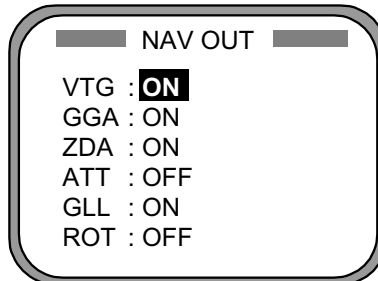 NAV OUT
VTG : ON
GGA : ON
ZDA : ON
ATT : OFF
GLL : ON
ROT : OFF